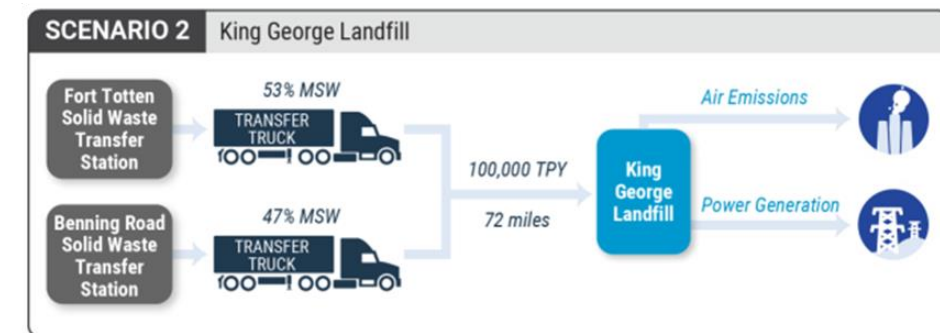 SCENARIO 2 King George Landfill
Fort Totten
Solid Waste
Transfer
Station
53% MSW
TRANSFER
TRUCK
Benning Road
Solid Waste
Transfer
Station
47% MSW
TRANSFER
TRUCK
100,000 TPY
72 miles
King
George
Landfill
Air Emissions
Power Generation